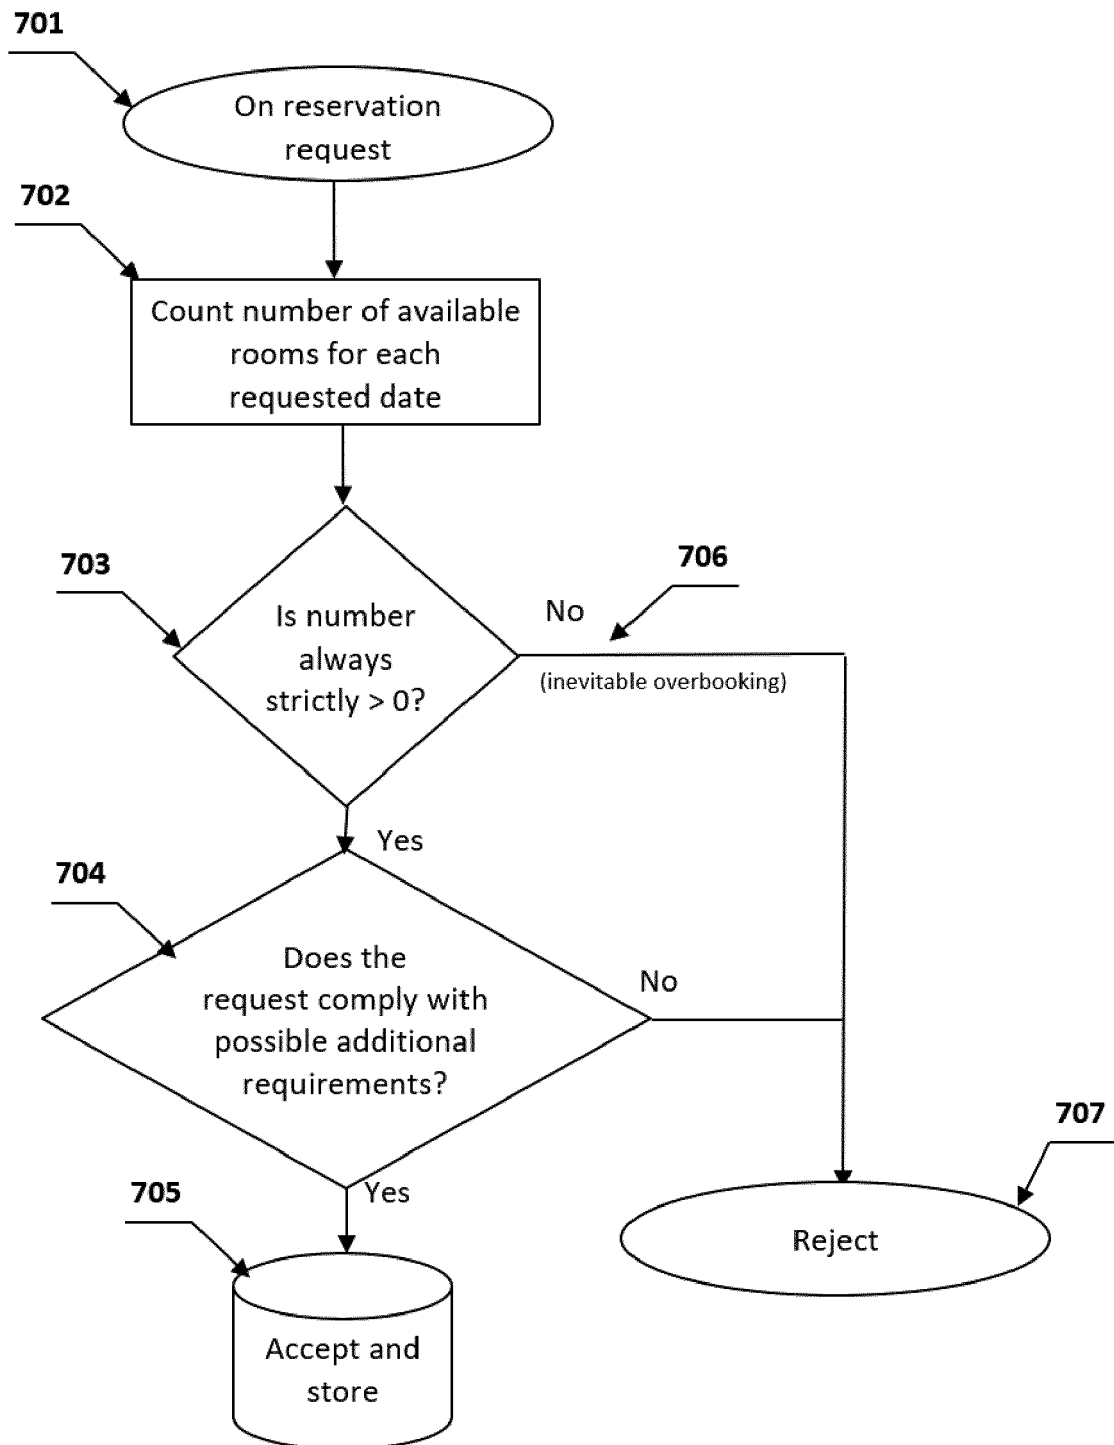 701
On reservation
request
702
Count number of available
rooms for each
requested date
703
Is number
always
strictly > 0?
706
No
(inevitable overbooking)
Yes
704
Does the
request comply with
possible additional
requirements?
No
707
Yes
705
Reject
Accept and
store